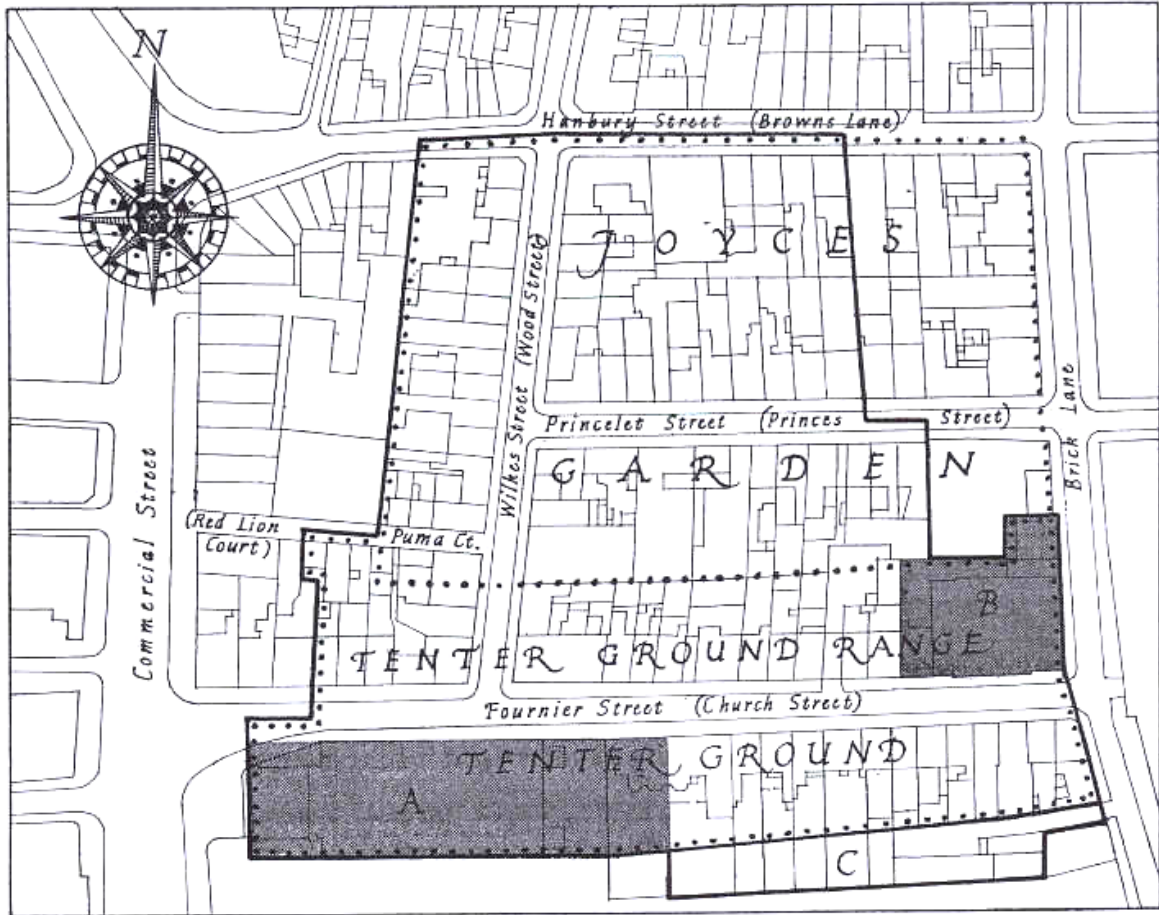 N
Hanbury Street (Browns Lane)
JOYCES
Wilkes Street (Wood Street)
Princelet Street (Princes Street)
Brick Lane
GARDEN
(Red Lion
Court)
Puma Ct.
Commercial Street
B
TENTER GROUND RANGE
Fournier Street (Church Street)
TENTER GROUND
A
C